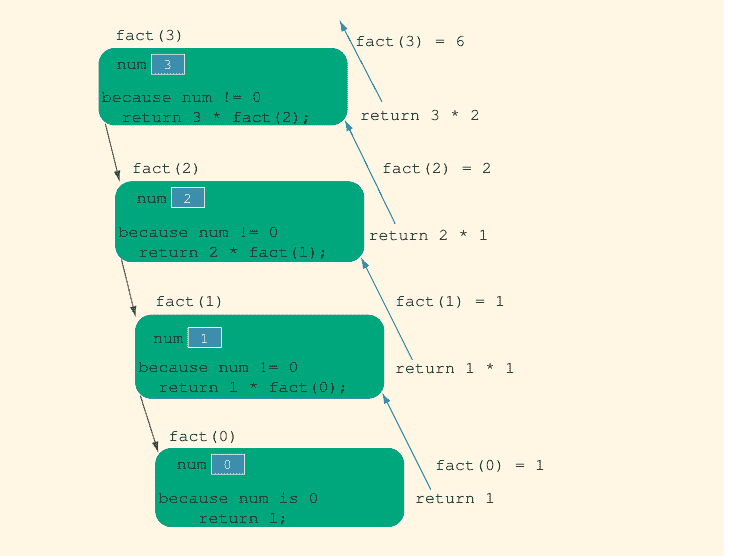 fact(3)
fact(3) = 6
num 3
because num != 0
return 3 * fact(2);
return 3 * 2
fact(2)
fact(2) = 2
num 2
because num != 0
return 2 * 1
return 2 * fact(1);
fact(1)
fact(1) = 1
num 1
because num != 0
return 1 * 1
return 1 * fact(0);
fact(0)
num 0
fact(0) = 1
because num is 0
return 1
return 1;